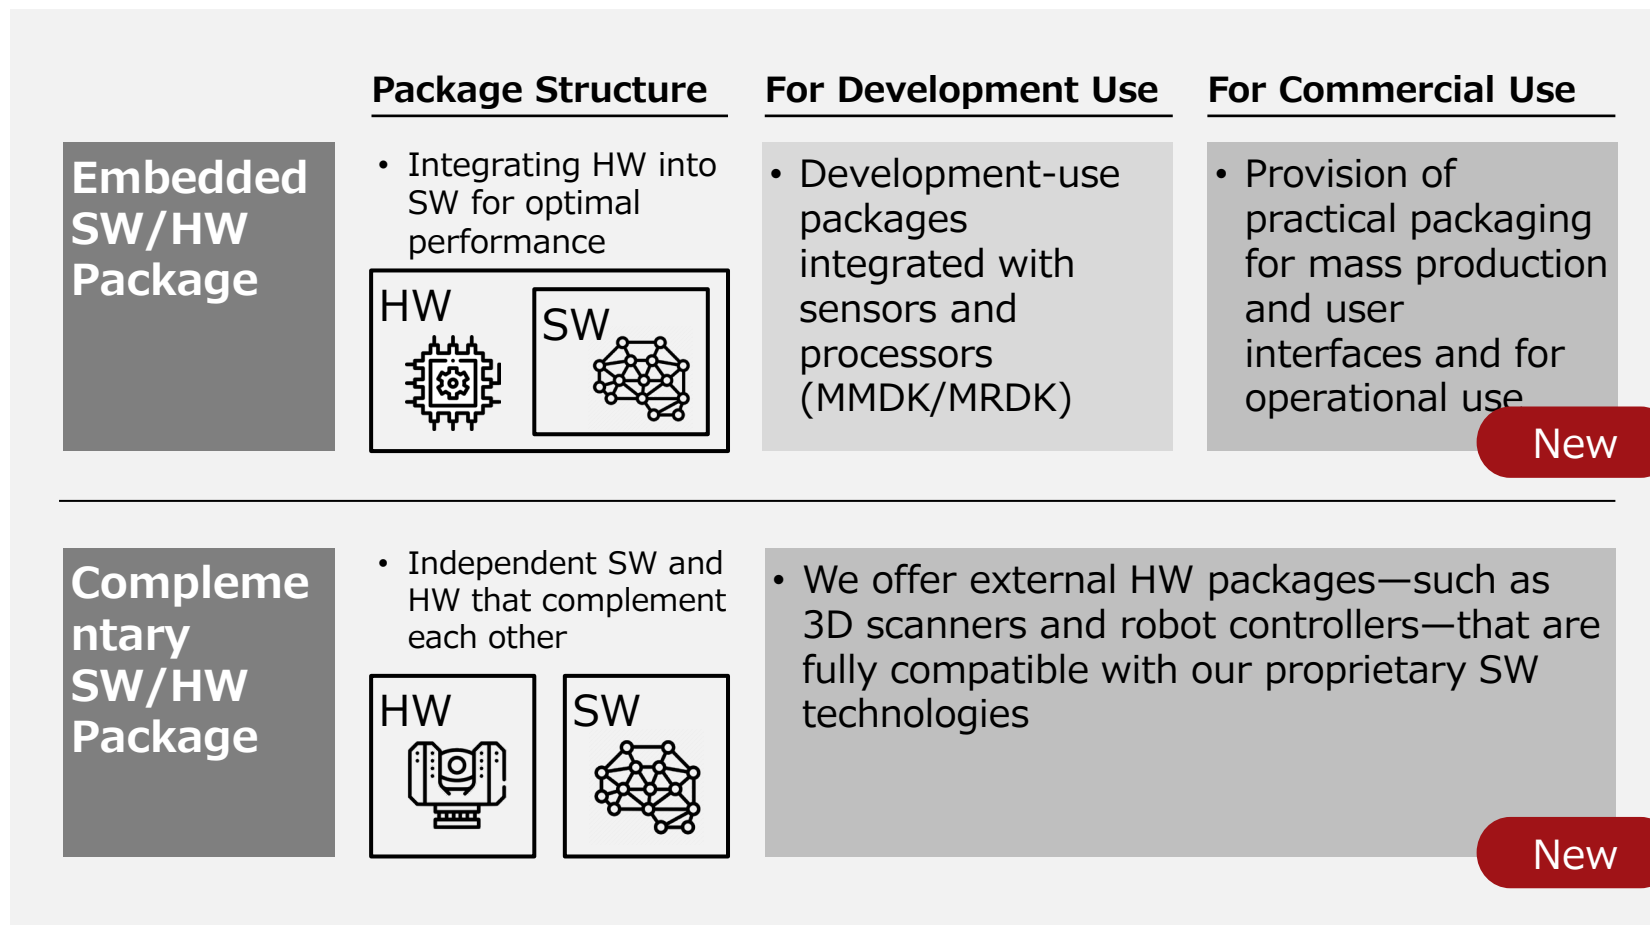 Package Structure
For Development Use
For Commercial Use
Embedded
SW/HW
Package
• Integrating HW into
SW for optimal
performance
HW
SW
• Development-use
packages
integrated with
sensors and
processors
(MMDK/MRDK)
• Provision of
practical packaging
for mass production
and user
interfaces and for
operational use
New
Compleme
ntary
SW/HW
Package
• Independent SW and
HW that complement
each other
HW
SW
• We offer external HW packages—such as
3D scanners and robot controllers—that are
fully compatible with our proprietary SW
technologies
New